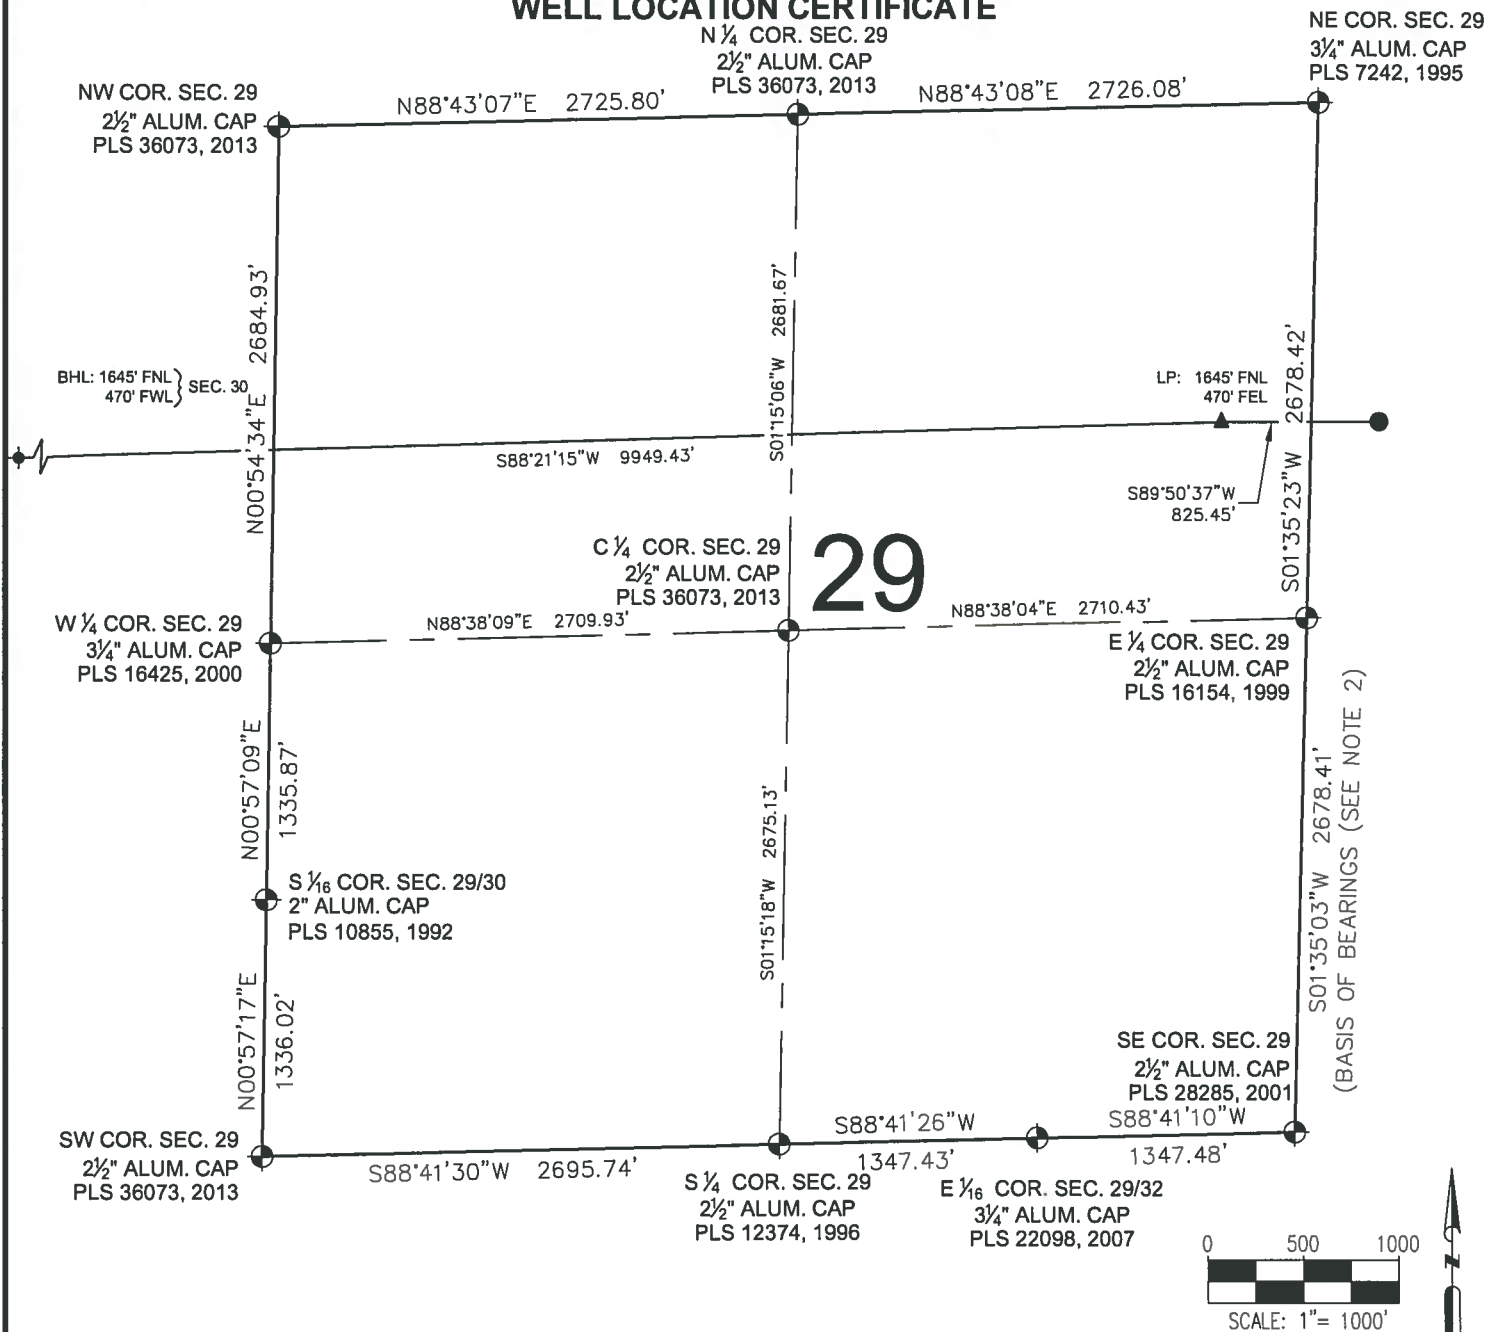 WELL LOCATION CERTIFICATE
N ¼ COR. SEC. 29
2½" ALUM. CAP
PLS 36073, 2013
NE COR. SEC. 29
3¼" ALUM. CAP
PLS 7242, 1995
NW COR. SEC. 29
2½" ALUM. CAP
PLS 36073, 2013
N88°43'07"E 2725.80'
N88°43'08"E 2726.08'
N00°54'34"E 2684.93'
S01°15'06"W 2681.67'
S01°35'23"W 2678.42'
BHL: 1645' FNL
470' FWL
SEC. 30
LP: 1645' FNL
470' FEL
S88°21'15"W 9949.43'
S89°50'37"W
825.45'
C ¼ COR. SEC. 29
2½" ALUM. CAP
PLS 36073, 2013
29
W ¼ COR. SEC. 29
3¼" ALUM. CAP
PLS 16425, 2000
N88°38'09"E 2709.93'
N88°38'04"E 2710.43'
E ¼ COR. SEC. 29
2½" ALUM. CAP
PLS 16154, 1999
N00°57'09"E
1335.87'
S01°15'18"W 2675.13'
S01°35'03"W 2678.41'
(BASIS OF BEARINGS (SEE NOTE 2)
S 1⁄16 COR. SEC. 29/30
2" ALUM. CAP
PLS 10855, 1992
N00°57'17"E
1336.02'
SE COR. SEC. 29
2½" ALUM. CAP
PLS 28285, 2001
SW COR. SEC. 29
2½" ALUM. CAP
PLS 36073, 2013
S88°41'30"W 2695.74'
S88°41'26"W
1347.43'
S88°41'10"W
1347.48'
S ¼ COR. SEC. 29
2½" ALUM. CAP
PLS 12374, 1996
E 1⁄16 COR. SEC. 29/32
3¼" ALUM. CAP
PLS 22098, 2007
0 500 1000
SCALE: 1"= 1000'
N